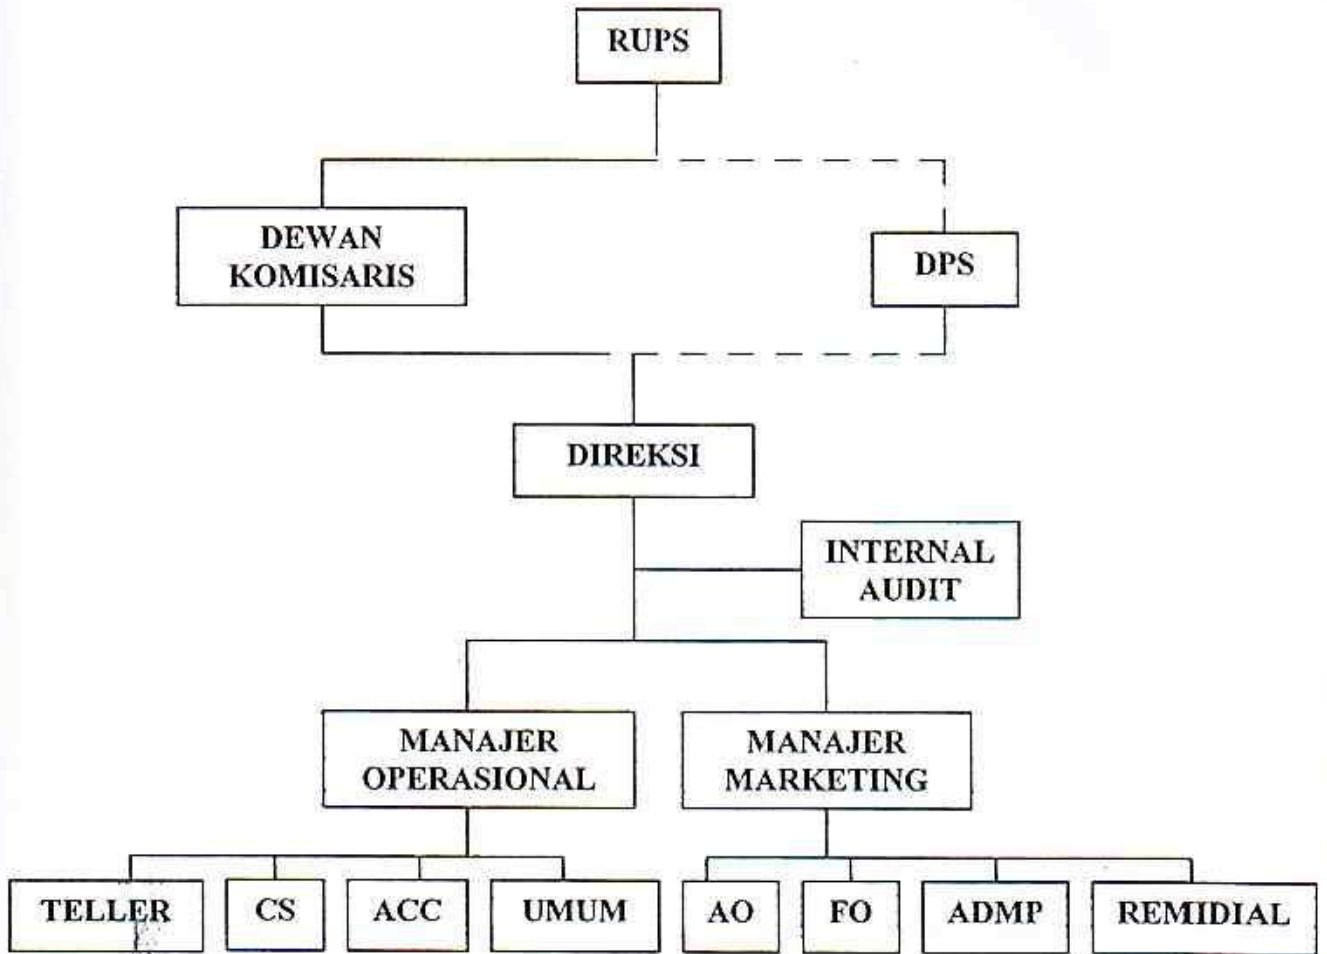 RUPS
DEWAN
KOMISARIS
DPS
DIREKSI
INTERNAL
AUDIT
MANAJER
OPERASIONAL
MANAJER
MARKETING
TELLER
CS
ACC
UMUM
AO
FO
ADMP
REMIDIAL